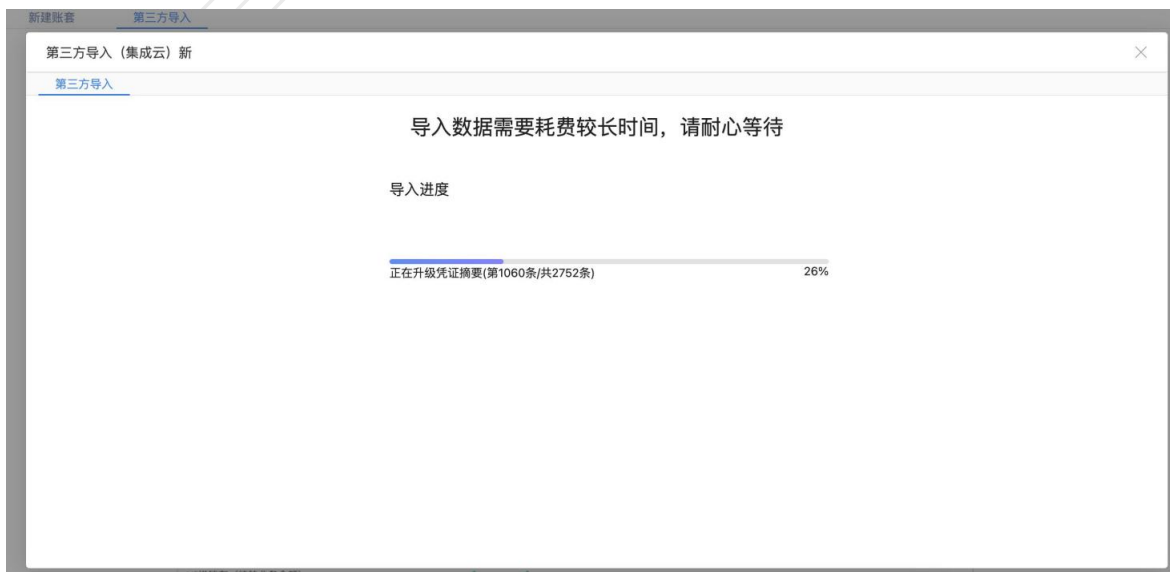 新建账套 第三方导入
第三方导入（集成云）新
第三方导入
导入数据需要耗费较长时间，请耐心等待
导入进度
正在升级凭证摘要(第1060条/共2752条) 26%